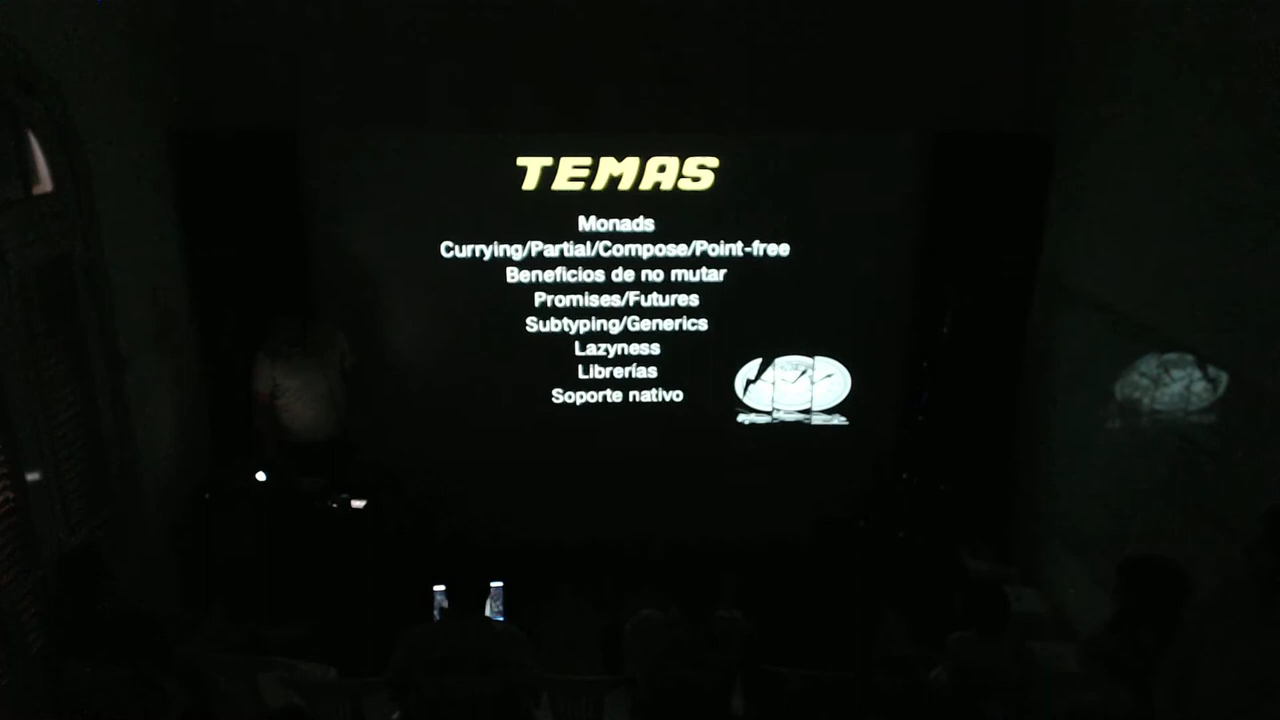 TEMAS
Monads
Currying/Partial/Compose/Point-free
Beneficios de no mutar
Promises/Futures
Subtyping/Generics
Lazyness
Librerías
Soporte nativo